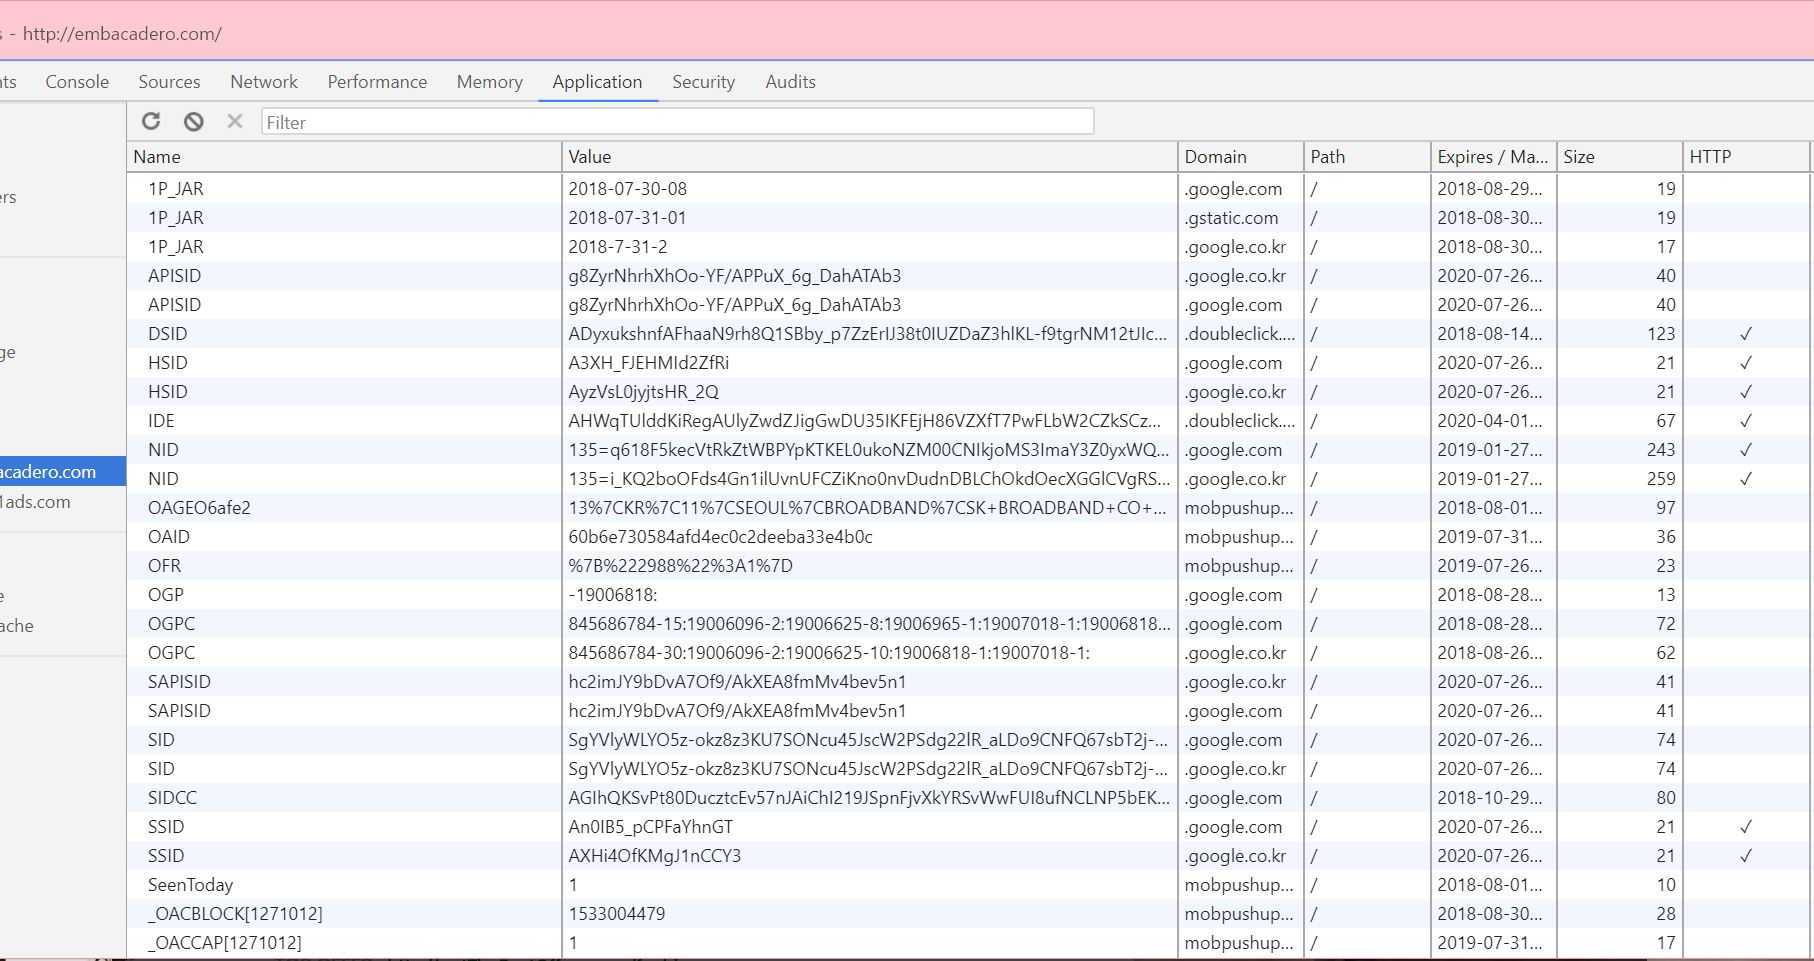 s - http://embacadero.com/
nts Console Sources Network Performance Memory Application Security Audits
Filter
Name Value Domain Path Expires / Ma... Size HTTP
1P_JAR 2018-07-30-08 .google.com / 2018-08-29... 19
1P_JAR 2018-07-31-01 .gstatic.com / 2018-08-30... 19
1P_JAR 2018-7-31-2 .google.co.kr / 2018-08-30... 17
ers
APISID g8ZyrNhrhXhOo-YF/APPuX_6g_DahATAb3 .google.co.kr / 2020-07-26... 40
APISID g8ZyrNhrhXhOo-YF/APPuX_6g_DahATAb3 .google.com / 2020-07-26... 40
DSID ADyxukshnfAFhaaN9rh8Q1SBby_p7ZzErIJ38t0IUZDaZ3hlKL-f9tgrNM12tJIc... .doubleclick.... / 2018-08-14... 123 ✓
ge
HSID A3XH_FJEHMId2ZfRi .google.com / 2020-07-26... 21 ✓
HSID AyzVsL0jyjtsHR_2Q .google.co.kr / 2020-07-26... 21 ✓
IDE AHWqTUlddKiRegAUlyZwdZJigGwDU35IKFEjH86VZXfT7PwFLbW2CZkSCz... .doubleclick.... / 2020-04-01... 67 ✓
NID 135=q618F5kecVtRkZtWBPYpKTKEL0ukoNZM00CNIkjoMS3ImaY3Z0yxWQ... .google.com / 2019-01-27... 243 ✓
acadero.com
NID 135=i_KQ2boOFds4Gn1ilUvnUFCZiKno0nvDudnDBLChOkdOecXGGlCVgRS... .google.co.kr / 2019-01-27... 259 ✓
1ads.com
OAGEO6afe2 13%7CKR%7C11%7CSEOUL%7CBROADBAND%7CSK+BROADBAND+CO+... mobpushup... / 2018-08-01... 97
OAID 60b6e730584afd4ec0c2deeba33e4b0c mobpushup... / 2019-07-31... 36
OFR %7B%222988%22%3A1%7D mobpushup... / 2019-07-26... 23
OGP -19006818: .google.com / 2018-08-28... 13
e
OGPC 845686784-15:19006096-2:19006625-8:19006965-1:19007018-1:19006818... .google.com / 2018-08-28... 72
ache
OGPC 845686784-30:19006096-2:19006625-10:19006818-1:19007018-1: .google.co.kr / 2018-08-26... 62
SAPISID hc2imJY9bDvA7Of9/AkXEA8fmMv4bev5n1 .google.co.kr / 2020-07-26... 41
SAPISID hc2imJY9bDvA7Of9/AkXEA8fmMv4bev5n1 .google.com / 2020-07-26... 41
SID SgYVlyWLYO5z-okz8z3KU7SONcu45JscW2PSdg22lR_aLDo9CNFQ67sbT2j-... .google.com / 2020-07-26... 74
SID SgYVlyWLYO5z-okz8z3KU7SONcu45JscW2PSdg22lR_aLDo9CNFQ67sbT2j-... .google.co.kr / 2020-07-26... 74
SIDCC AGIhQKSvPt80DucztcEv57nJAiChI219JSpnFjvXkYRSvWwFUI8ufNCLNP5bEK... .google.com / 2018-10-29... 80
SSID An0IB5_pCPFaYhnGT .google.com / 2020-07-26... 21 ✓
SSID AXHi4OfKMgJ1nCCY3 .google.co.kr / 2020-07-26... 21 ✓
SeenToday 1 mobpushup... / 2018-08-01... 10
_OACBLOCK[1271012] 1533004479 mobpushup... / 2018-08-30... 28
_OACCAP[1271012] 1 mobpushup... / 2019-07-31... 17